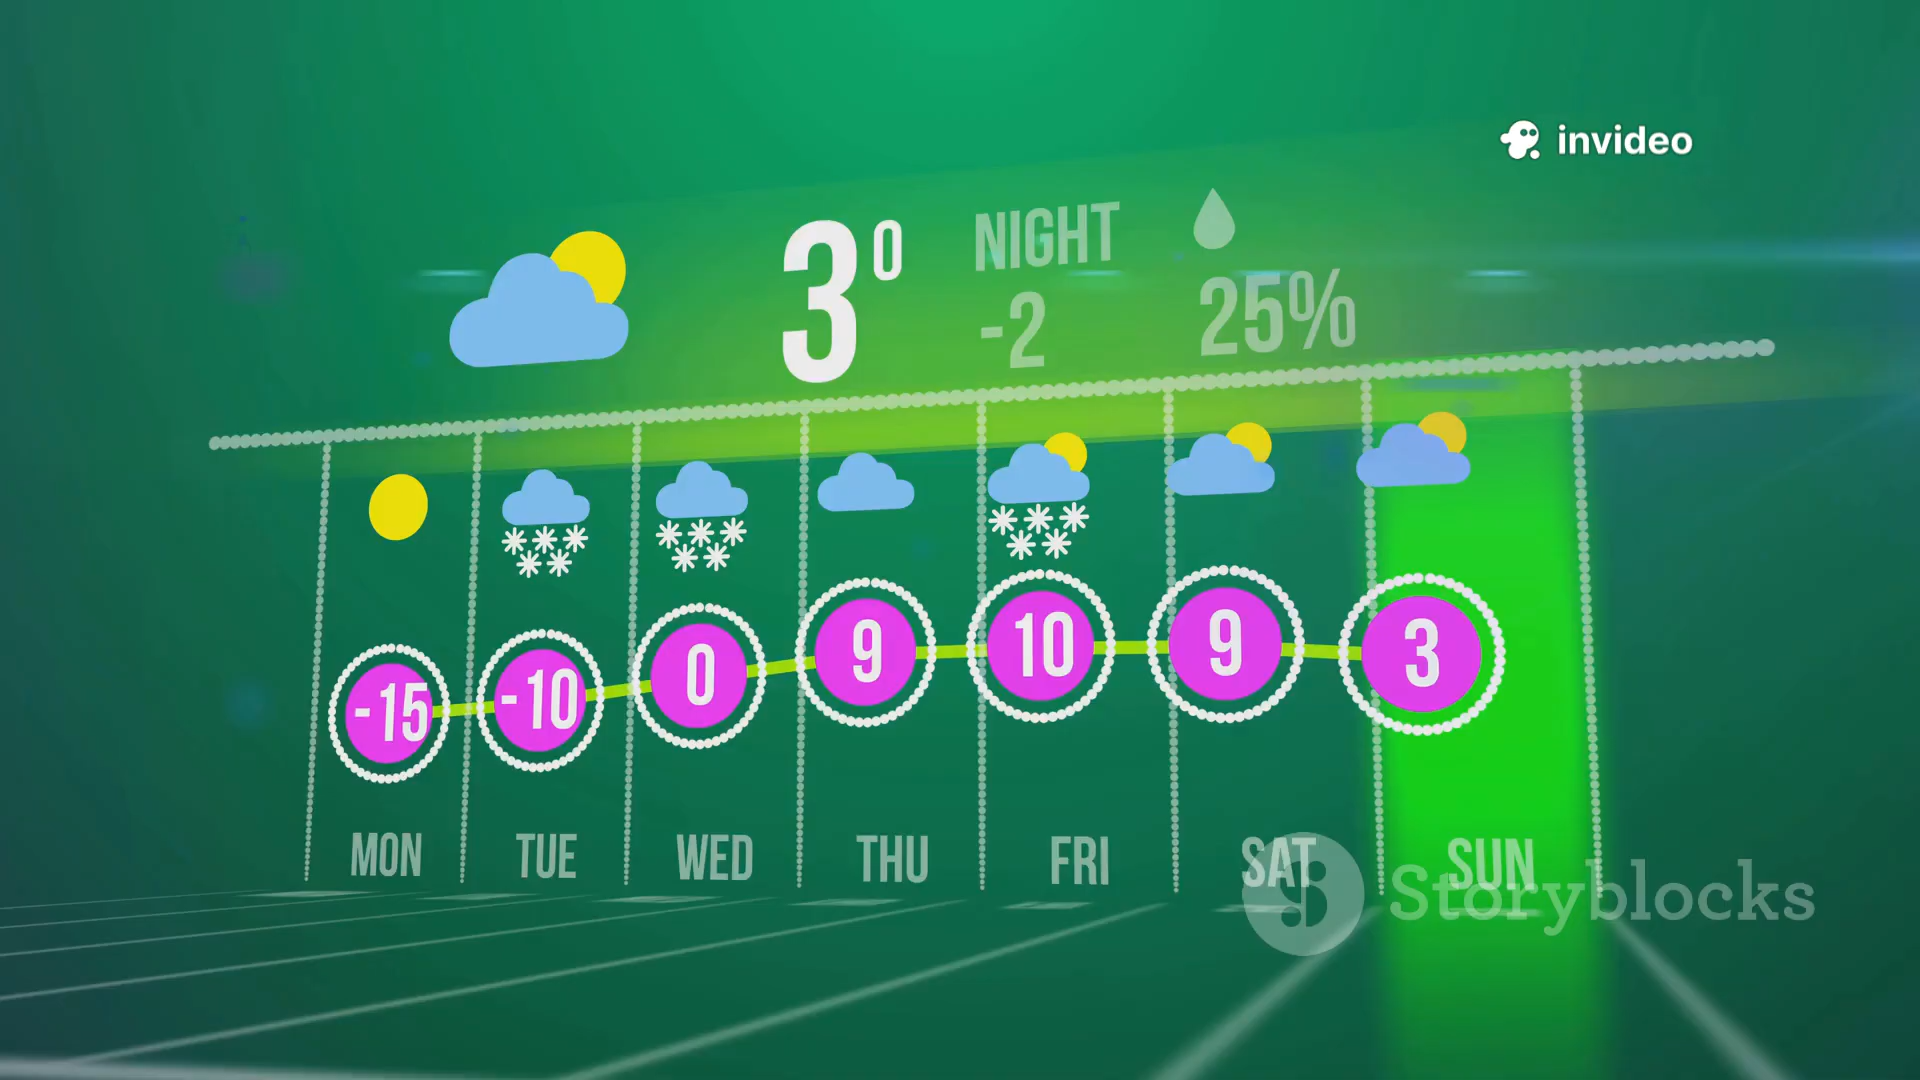 invideo
3°
NIGHT
-2
25%
-15 -10 0 9 10 9 3
MON TUE WED THU FRI SAT SUN
Storyblocks